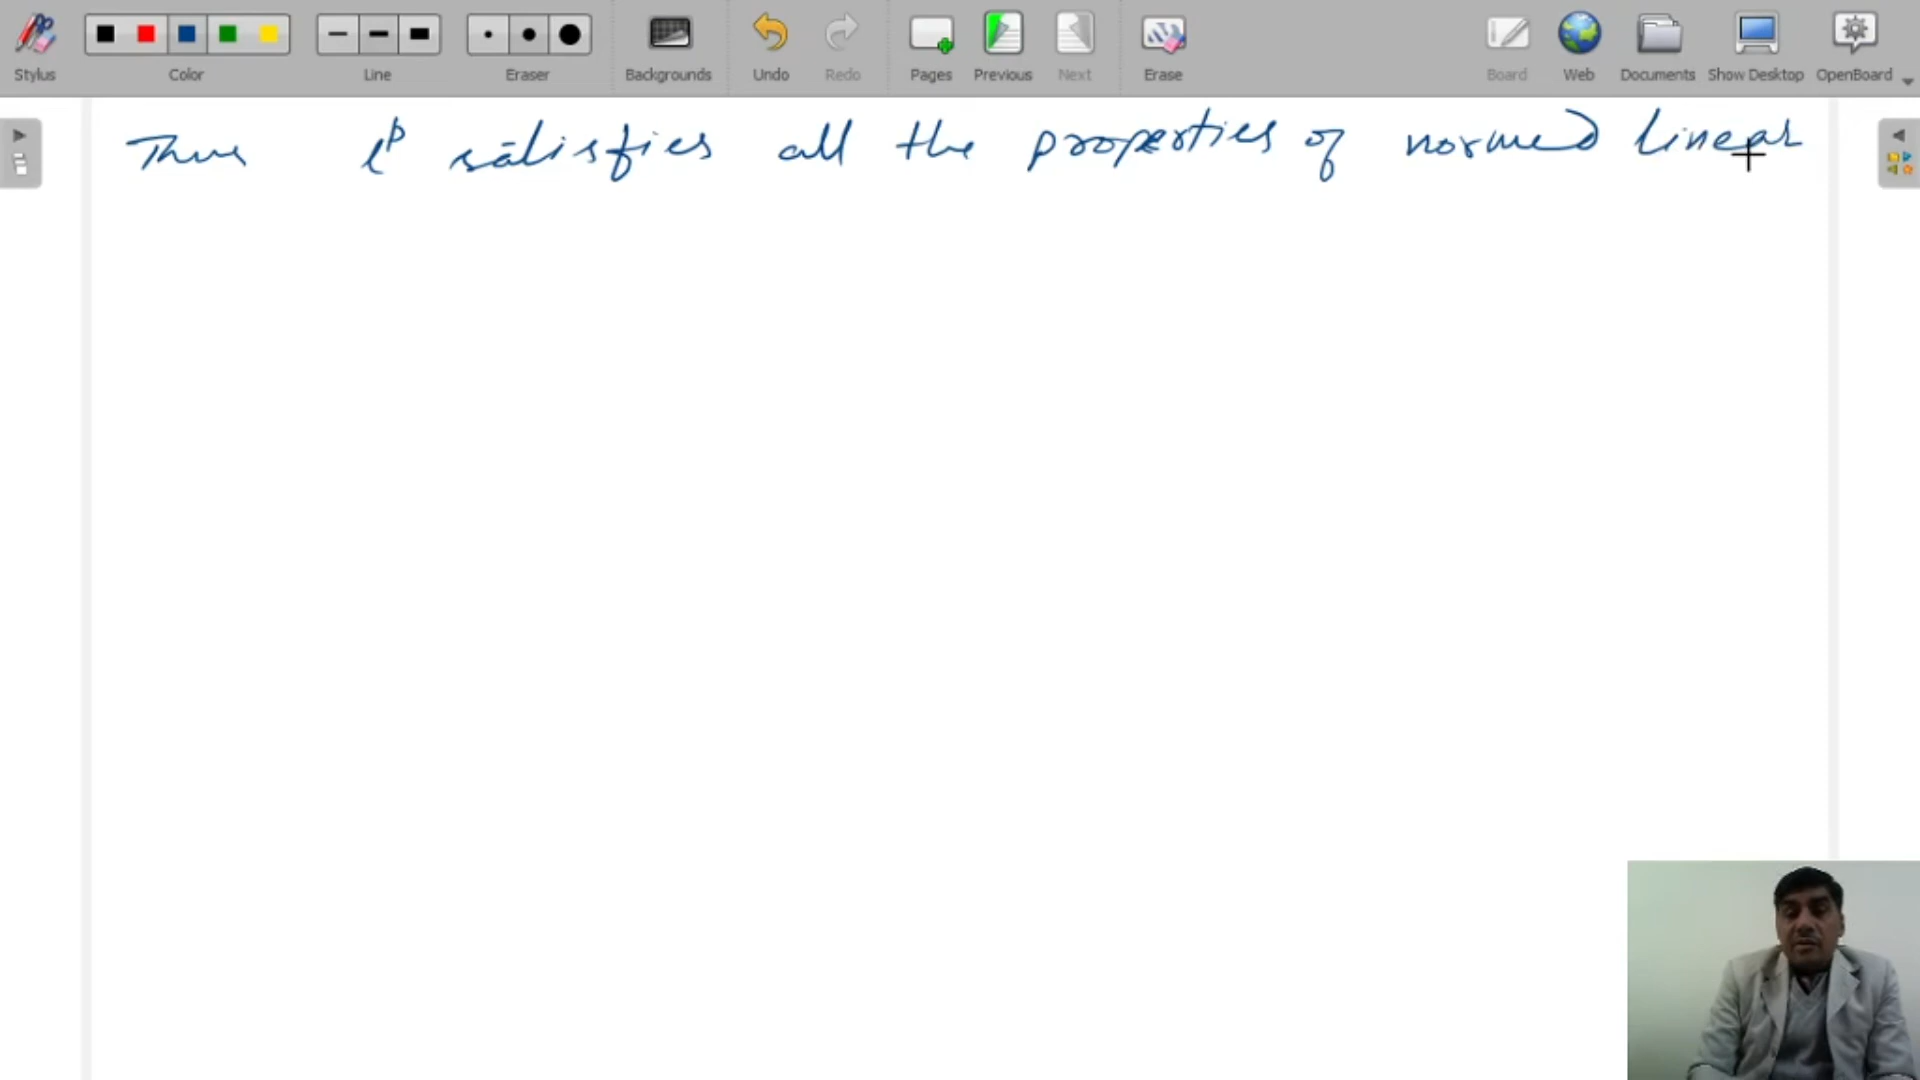 Stylus Color Line Eraser Backgrounds Undo Redo Pages Previous Next Erase Board Web Documents Show Desktop OpenBoard
Thus l^p satisfies all the properties of normed linear